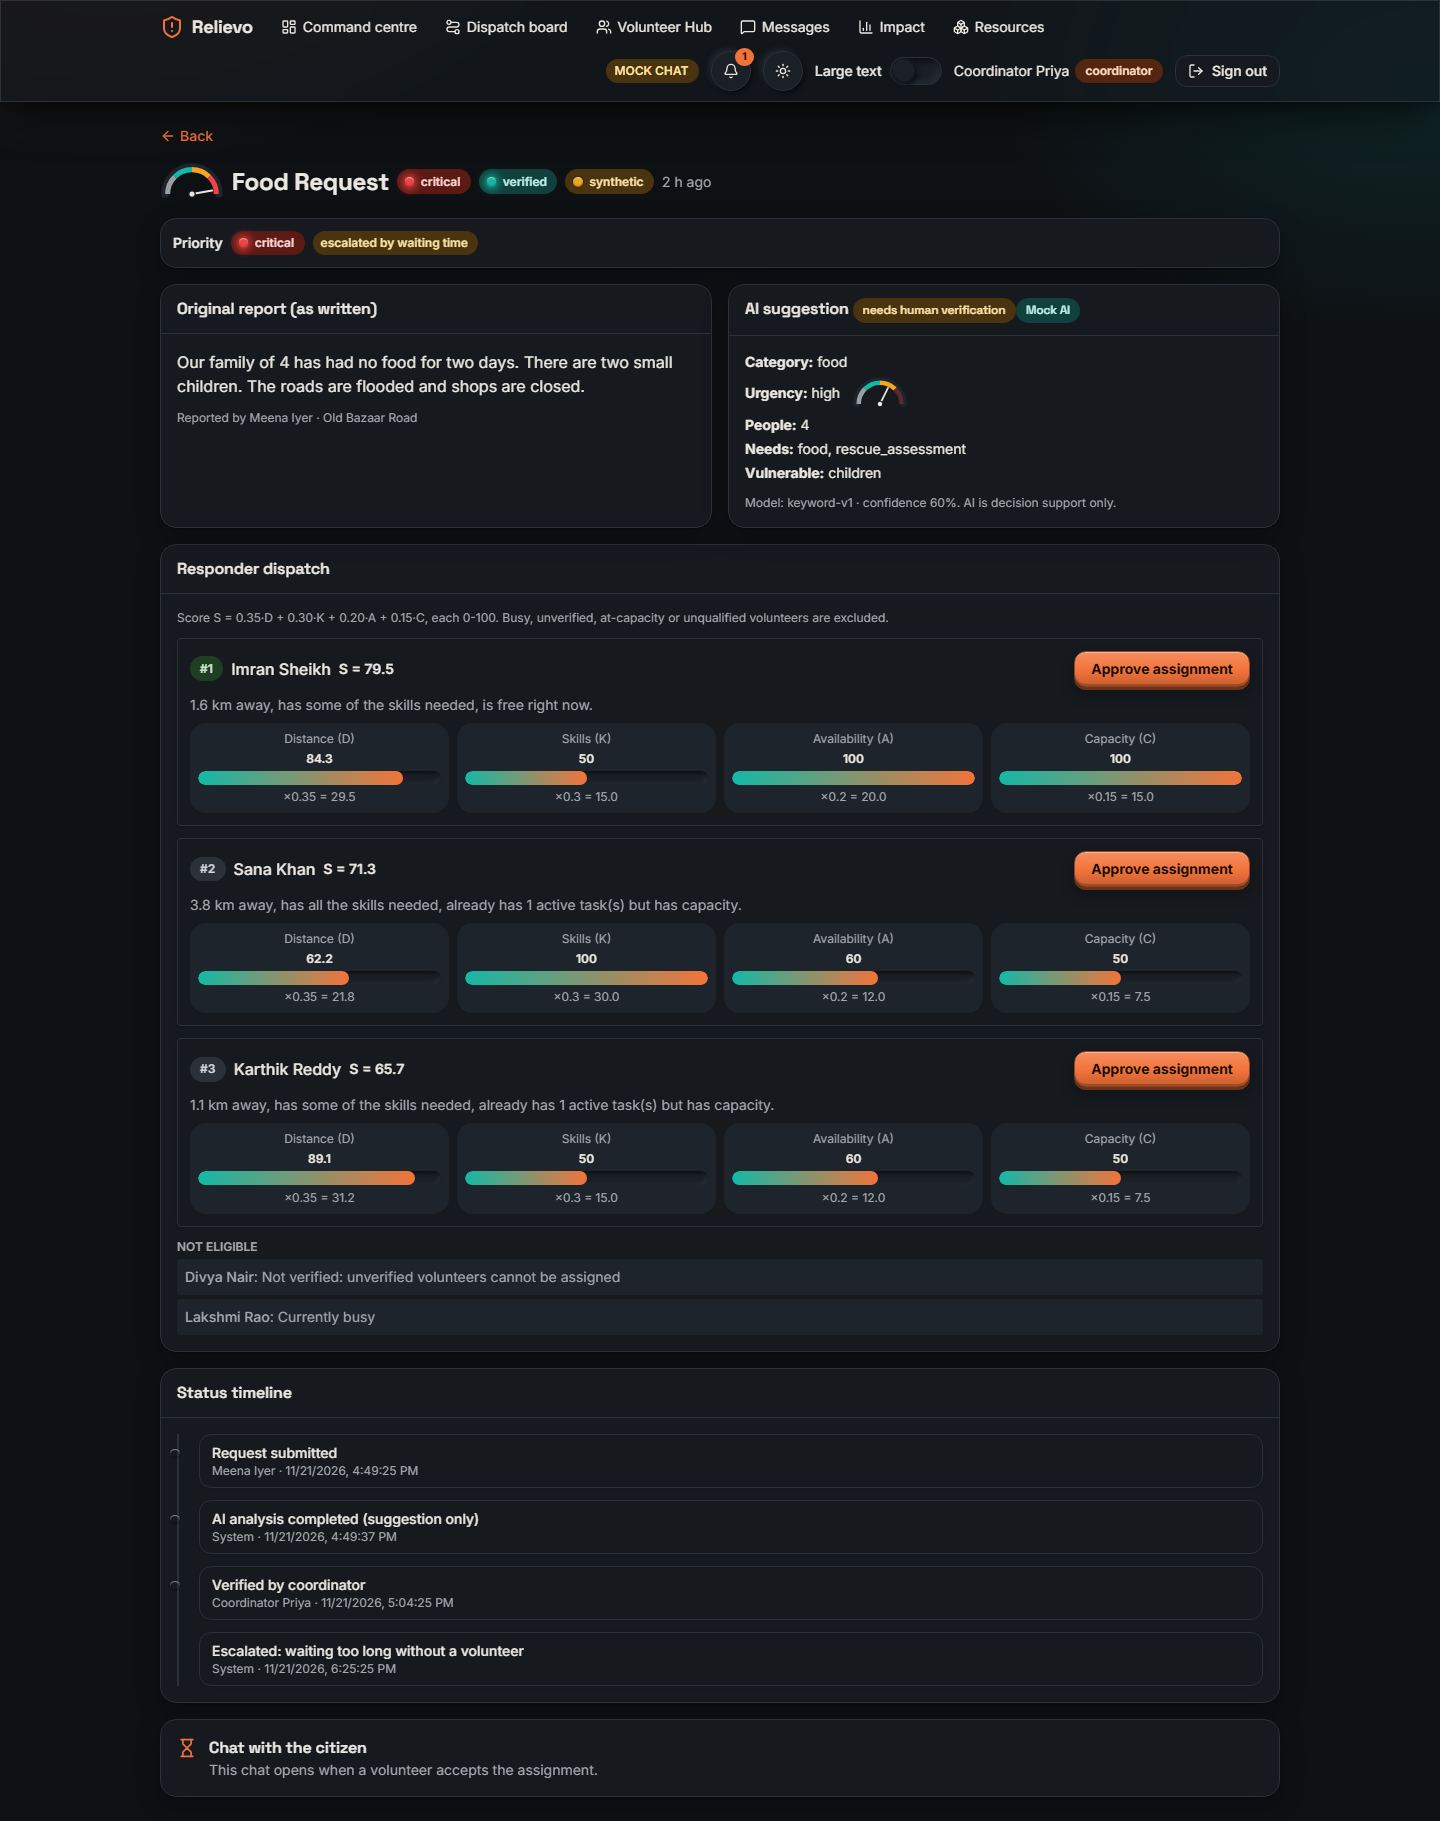 Relievo
Command centre
Dispatch board
Volunteer Hub
Messages
Impact
Resources
MOCK CHAT
1
Large text
Coordinator Priya
coordinator
Sign out
Back
Food Request
critical
verified
synthetic
2 h ago
Priority
critical
escalated by waiting time
Original report (as written)
Our family of 4 has had no food for two days. There are two small
children. The roads are flooded and shops are closed.
Reported by Meena Iyer · Old Bazaar Road
AI suggestion
needs human verification
Mock AI
Category: food
Urgency: high
People: 4
Needs: food, rescue_assessment
Vulnerable: children
Model: keyword-v1 · confidence 60%. AI is decision support only.
Responder dispatch
Score S = 0.35·D + 0.30·K + 0.20·A + 0.15·C, each 0-100. Busy, unverified, at-capacity or unqualified volunteers are excluded.
#1 Imran Sheikh S = 79.5
Approve assignment
1.6 km away, has some of the skills needed, is free right now.
Distance (D)
84.3
×0.35 = 29.5
Skills (K)
50
×0.3 = 15.0
Availability (A)
100
×0.2 = 20.0
Capacity (C)
100
×0.15 = 15.0
#2 Sana Khan S = 71.3
Approve assignment
3.8 km away, has all the skills needed, already has 1 active task(s) but has capacity.
Distance (D)
62.2
×0.35 = 21.8
Skills (K)
100
×0.3 = 30.0
Availability (A)
60
×0.2 = 12.0
Capacity (C)
50
×0.15 = 7.5
#3 Karthik Reddy S = 65.7
Approve assignment
1.1 km away, has some of the skills needed, already has 1 active task(s) but has capacity.
Distance (D)
89.1
×0.35 = 31.2
Skills (K)
50
×0.3 = 15.0
Availability (A)
60
×0.2 = 12.0
Capacity (C)
50
×0.15 = 7.5
NOT ELIGIBLE
Divya Nair: Not verified: unverified volunteers cannot be assigned
Lakshmi Rao: Currently busy
Status timeline
Request submitted
Meena Iyer · 11/21/2026, 4:49:25 PM
AI analysis completed (suggestion only)
System · 11/21/2026, 4:49:37 PM
Verified by coordinator
Coordinator Priya · 11/21/2026, 5:04:25 PM
Escalated: waiting too long without a volunteer
System · 11/21/2026, 6:25:25 PM
Chat with the citizen
This chat opens when a volunteer accepts the assignment.